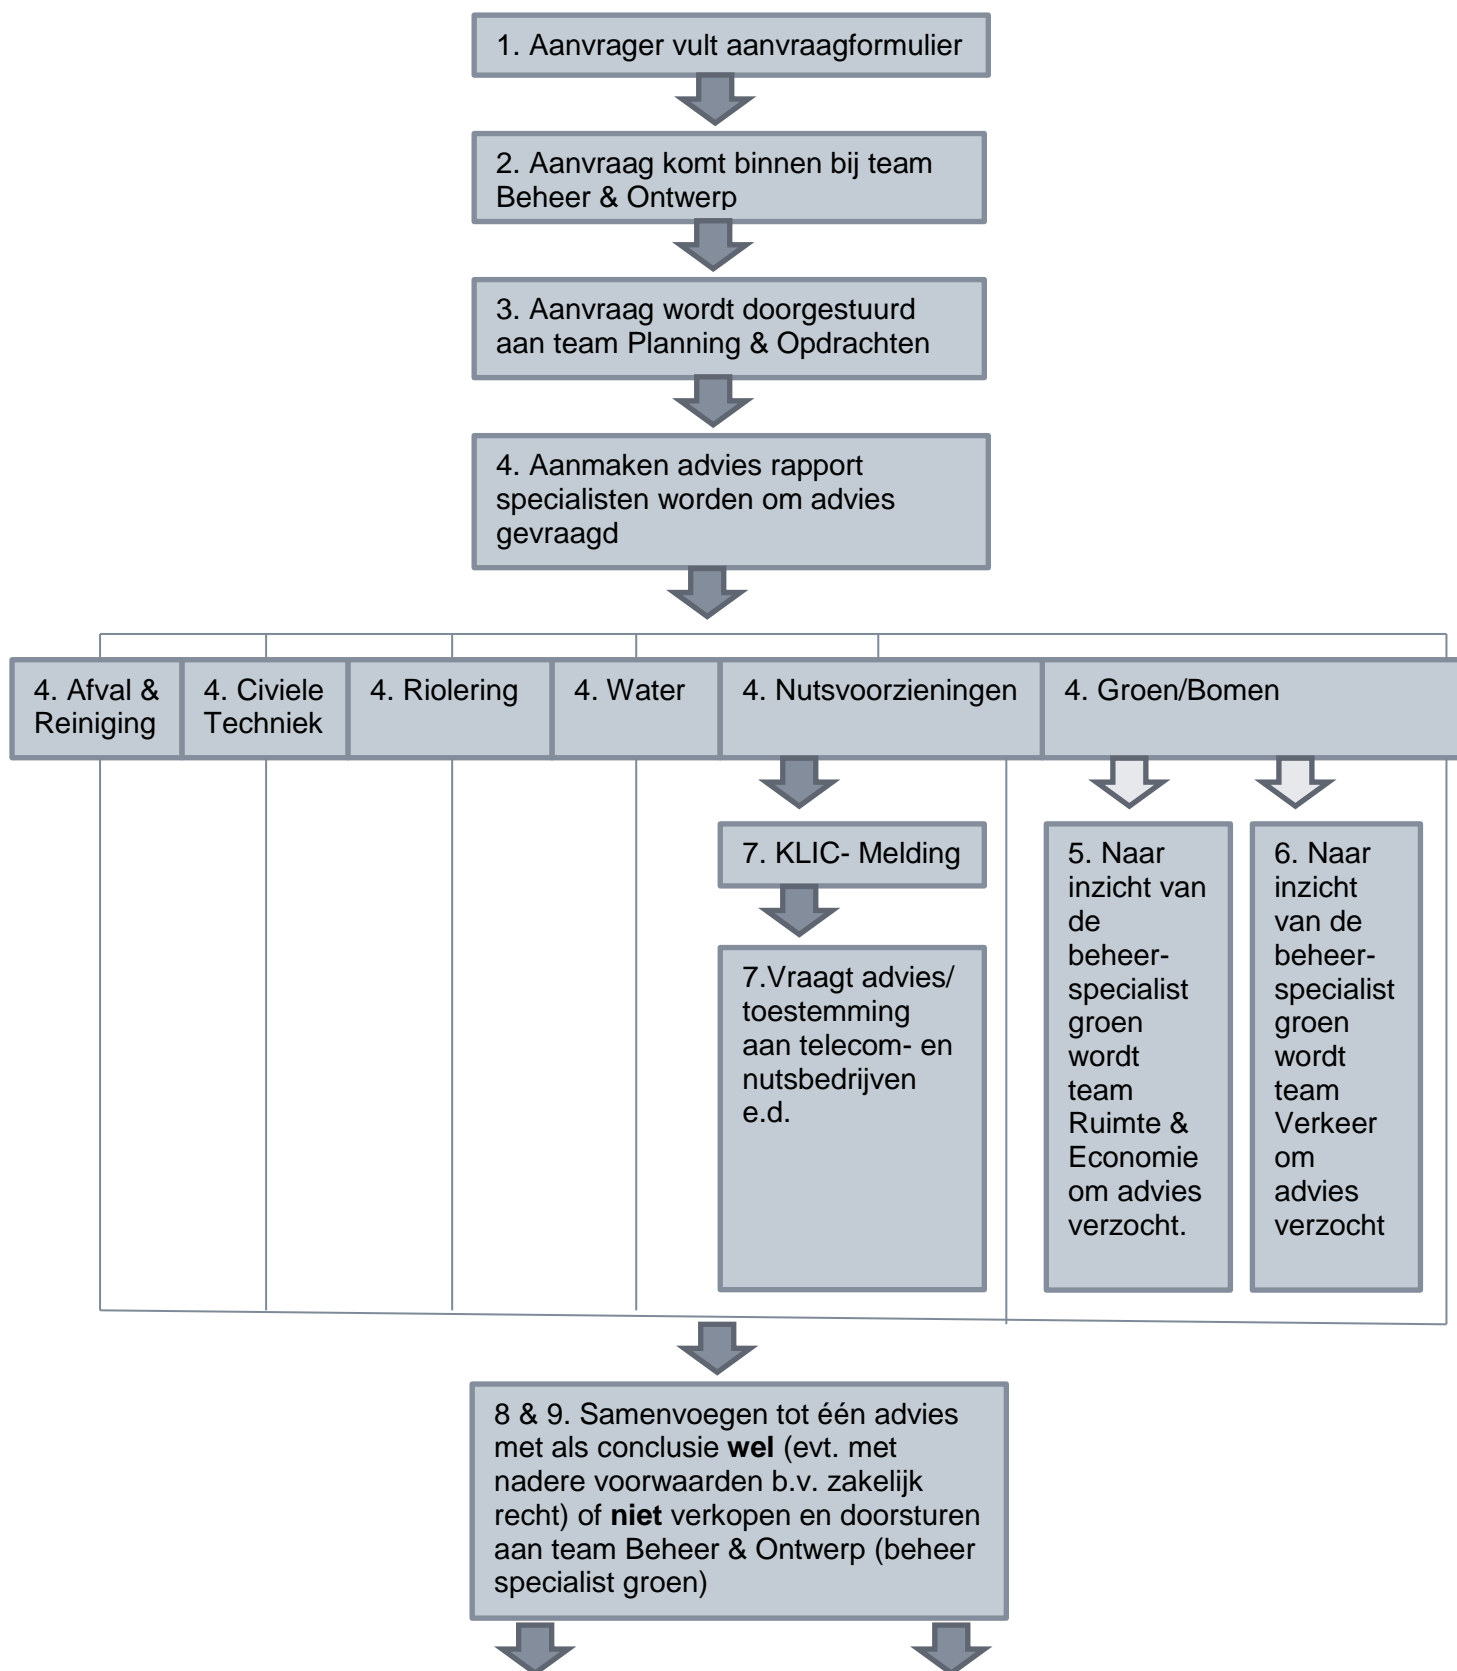 1. Aanvrager vult aanvraagformulier
2. Aanvraag komt binnen bij team
Beheer & Ontwerp
3. Aanvraag wordt doorgestuurd
aan team Planning & Opdrachten
4. Aanmaken advies rapport
specialisten worden om advies
gevraagd
4. Afval &
Reiniging
4. Civiele
Techniek
4. Riolering
4. Water
4. Nutsvoorzieningen
4. Groen/Bomen
7. KLIC- Melding
7.Vraagt advies/
toestemming
aan telecom- en
nutsbedrijven
e.d.
5. Naar
inzicht van
de
beheer-
specialist
groen
wordt
team
Ruimte &
Economie
om advies
verzocht.
6. Naar
inzicht
van de
beheer-
specialist
groen
wordt
team
Verkeer
om
advies
verzocht
8 & 9. Samenvoegen tot één advies
met als conclusie wel (evt. met
nadere voorwaarden b.v. zakelijk
recht) of niet verkopen en doorsturen
aan team Beheer & Ontwerp (beheer
specialist groen)